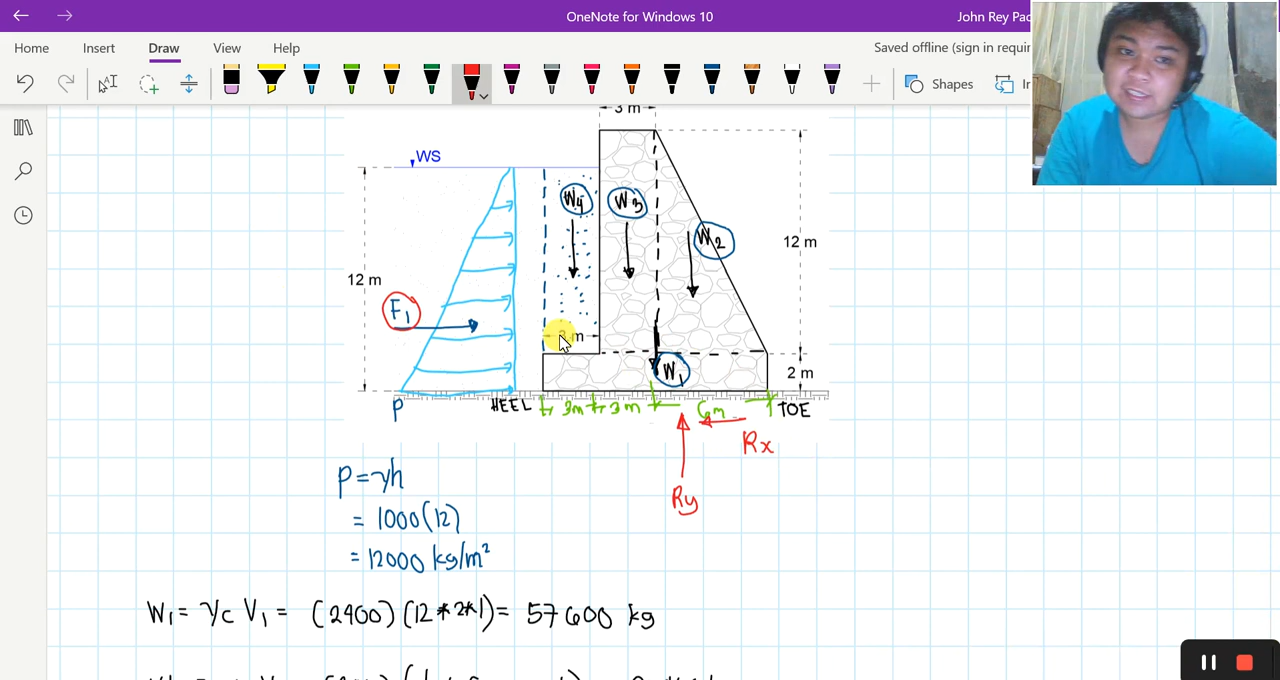 OneNote for Windows 10
John Rey Pac
Home Insert Draw View Help
Saved offline (sign in requir
Shapes
In
3 m
WS
W4 W3
W2
12 m
12 m
F1
3 m
W1
2 m
P HEEL 3m 3m 6m TOE
Rx
Ry
P = γh
= 1000(12)
= 12000 kg/m²
W1 = γc V1 = (2400)(12*2*1) = 57600 kg